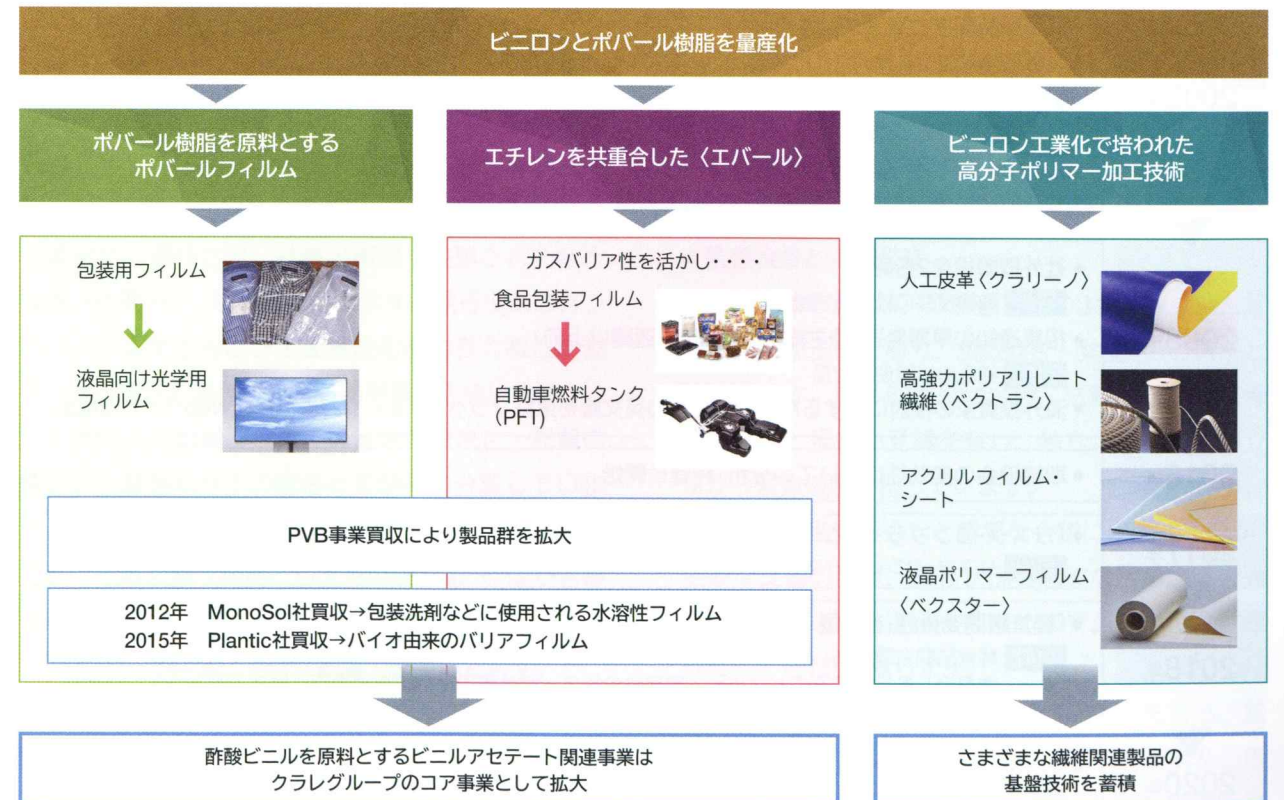 ビニロンとポバール樹脂を量産化
ポバール樹脂を原料とする
ポバールフィルム
エチレンを共重合した〈エバール〉
ビニロン工業化で培われた
高分子ポリマー加工技術
包装用フィルム
液晶向け光学用
フィルム
ガスバリア性を活かし・・・・
食品包装フィルム
自動車燃料タンク
(PFT)
人工皮革〈クラリーノ〉
高強力ポリアリレート
繊維〈ベクトラン〉
アクリルフィルム・
シート
液晶ポリマーフィルム
〈ベクスター〉
PVB事業買収により製品群を拡大
2012年　MonoSol社買収→包装洗剤などに使用される水溶性フィルム
2015年　Plantic社買収→バイオ由来のバリアフィルム
酢酸ビニルを原料とするビニルアセテート関連事業は
クラレグループのコア事業として拡大
さまざまな繊維関連製品の
基盤技術を蓄積